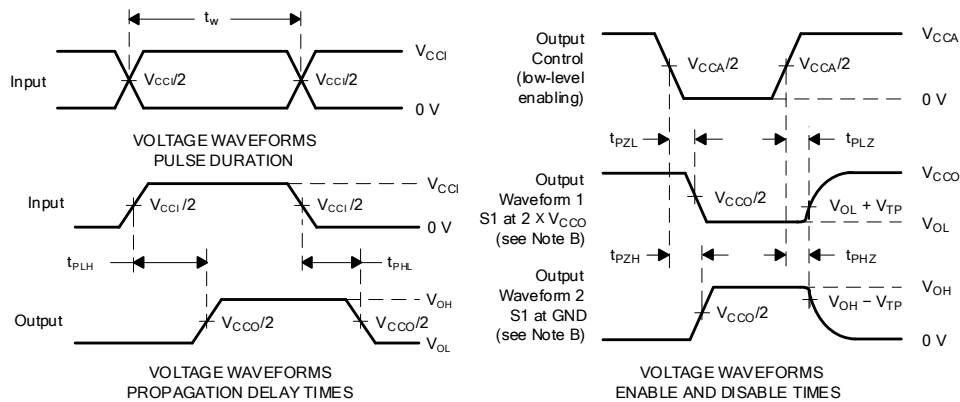 t_w
V_CCI
Input
V_CCI/2
V_CCI/2
0 V
VOLTAGE WAVEFORMS
PULSE DURATION
V_CCI
Input
V_CCI/2
V_CCI/2
0 V
t_PLH
t_PHL
V_OH
Output
V_CCO/2
V_CCO/2
V_OL
VOLTAGE WAVEFORMS
PROPAGATION DELAY TIMES
Output
Control
(low-level
enabling)
V_CCA
V_CCA/2
V_CCA/2
0 V
t_PZL
t_PLZ
Output
Waveform 1
S1 at 2 X V_CCO
(see Note B)
V_CCO
V_CCO/2
V_OL + V_TP
V_OL
t_PZH
t_PHZ
Output
Waveform 2
S1 at GND
(see Note B)
V_OH
V_CCO/2
V_OH − V_TP
0 V
VOLTAGE WAVEFORMS
ENABLE AND DISABLE TIMES